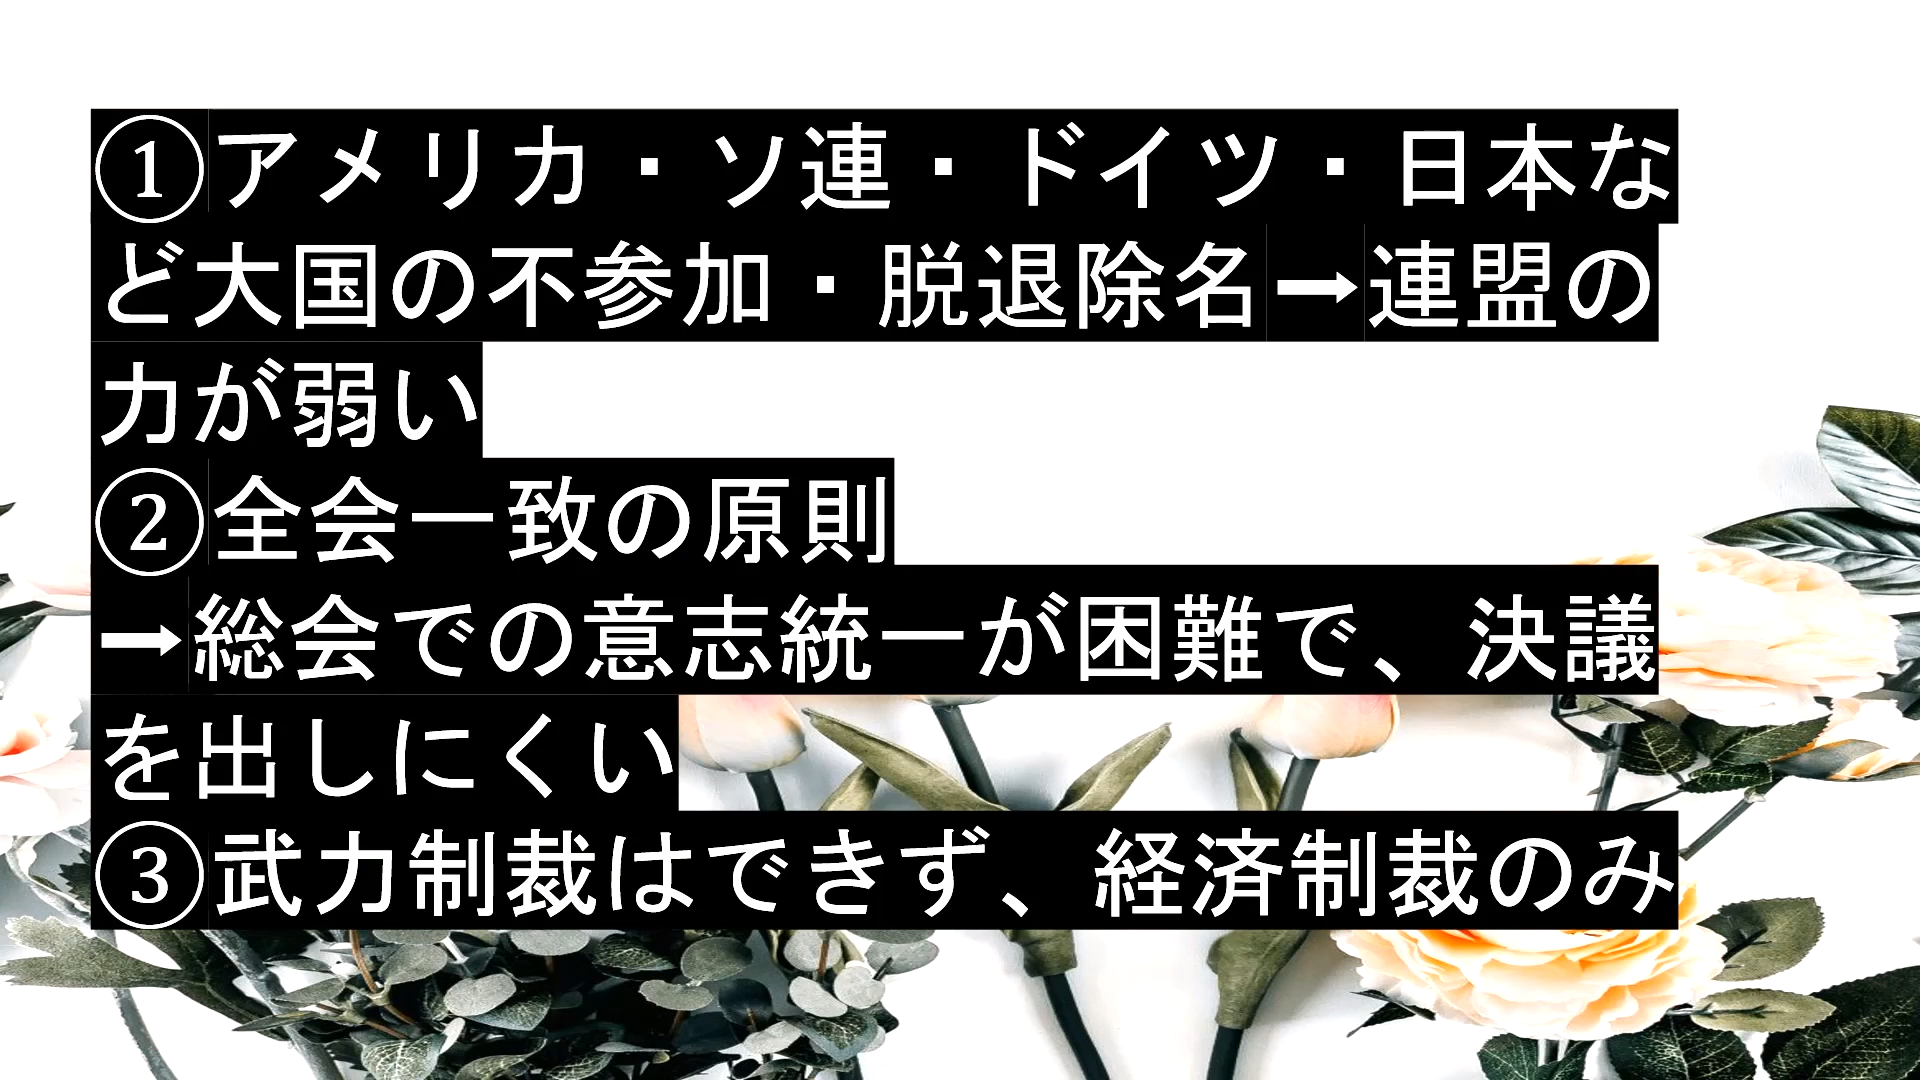 ①アメリカ・ソ連・ドイツ・日本な
ど大国の不参加・脱退除名→連盟の
力が弱い
②全会一致の原則
→総会での意志統一が困難で、決議
を出しにくい
③武力制裁はできず、経済制裁のみ